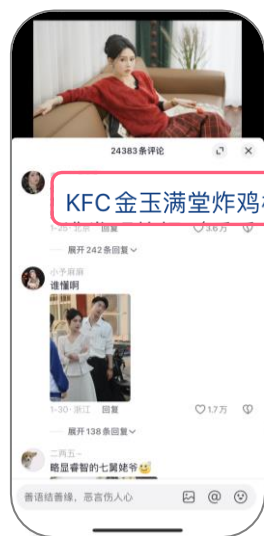 24383条评论
KFC金玉满堂炸鸡
1-26·北京 回复 3.6万
展开242条回复
小予麻麻
谁懂啊
1-30·浙江 回复 1.7万
展开138条回复
二两五~
略显睿智的七舅姥爷😅
善语结善缘，恶言伤人心